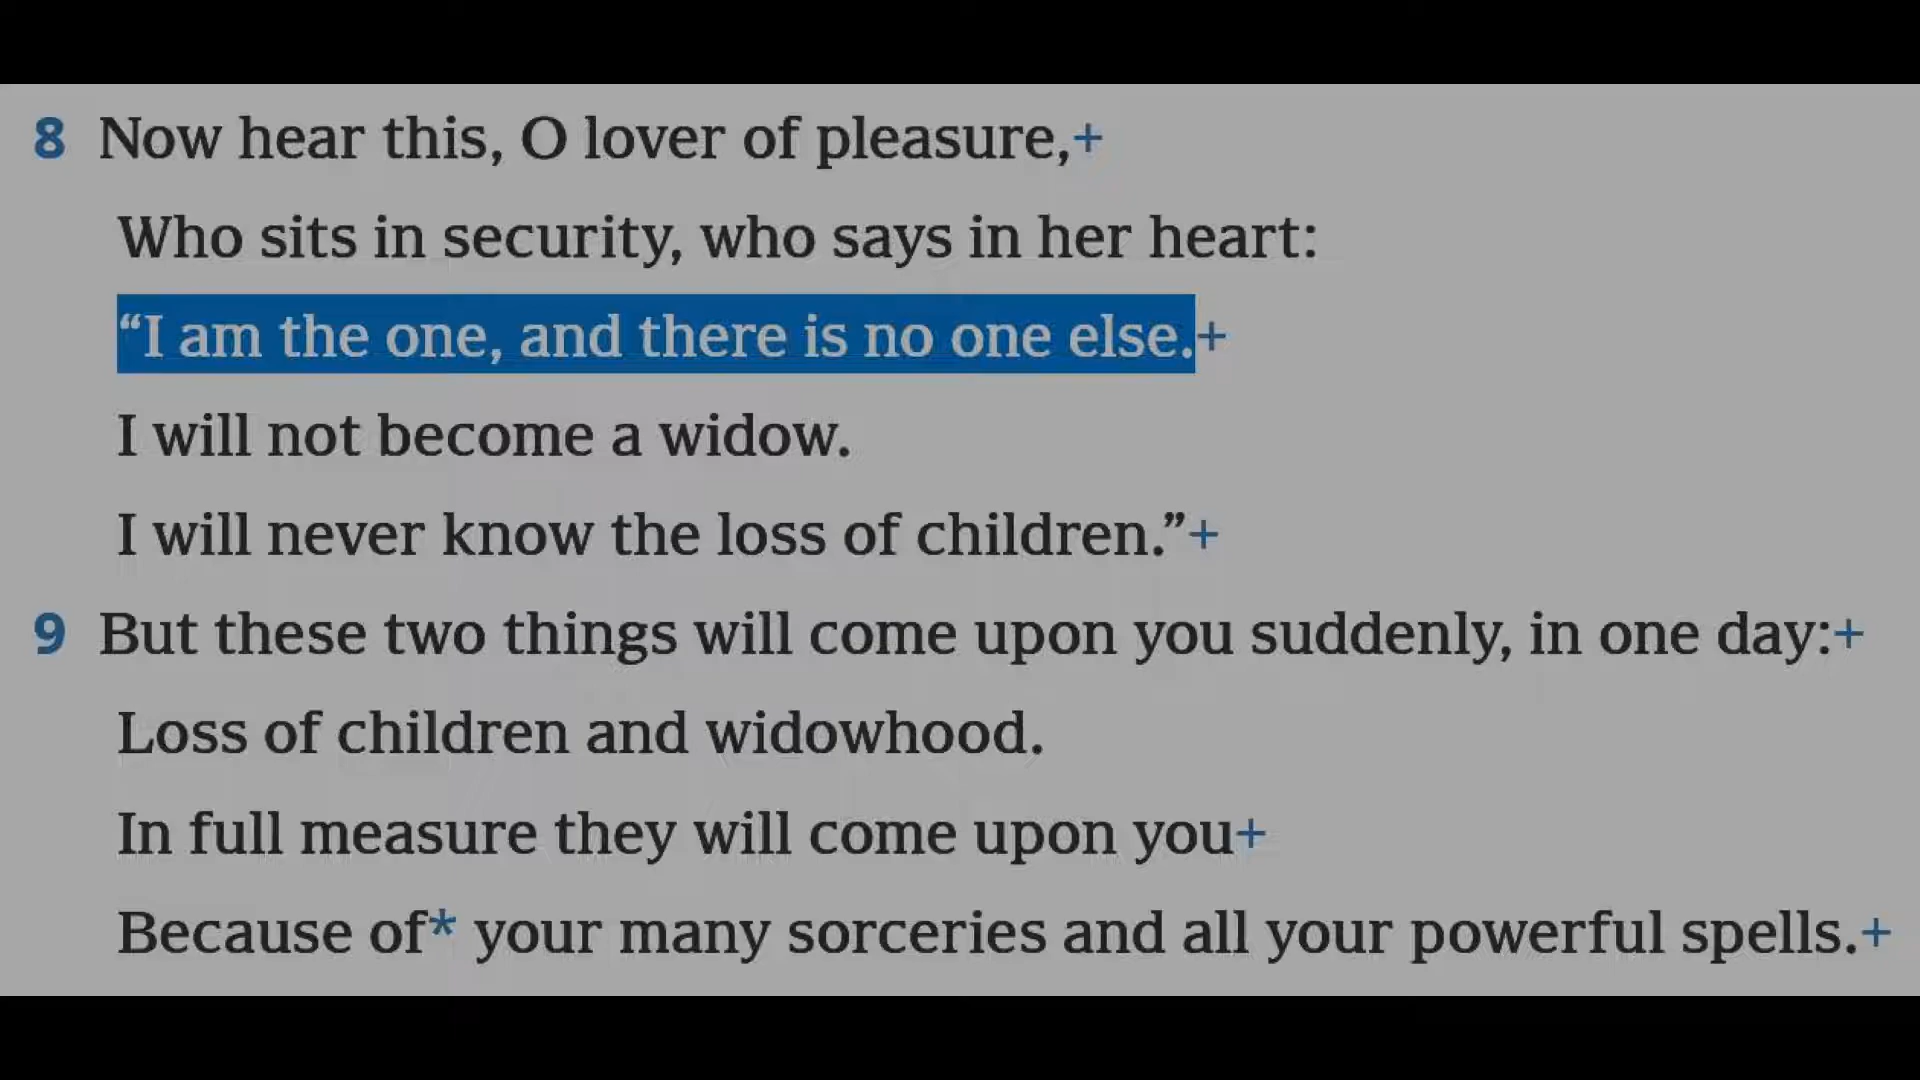 8 Now hear this, O lover of pleasure,+
Who sits in security, who says in her heart:
“I am the one, and there is no one else.+
I will not become a widow.
I will never know the loss of children.”+
9 But these two things will come upon you suddenly, in one day:+
Loss of children and widowhood.
In full measure they will come upon you+
Because of* your many sorceries and all your powerful spells.+